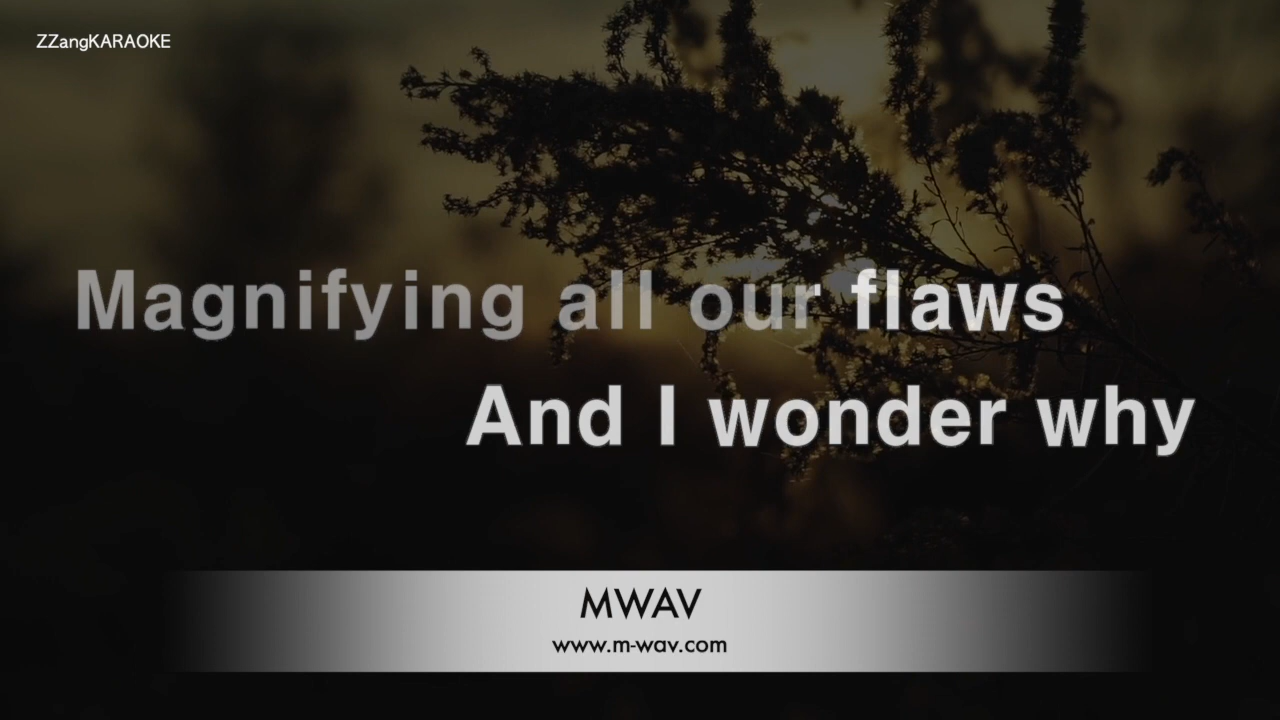 ZZangKARAOKE
Magnifying all our flaws
And I wonder why
MWAV
www.m-wav.com